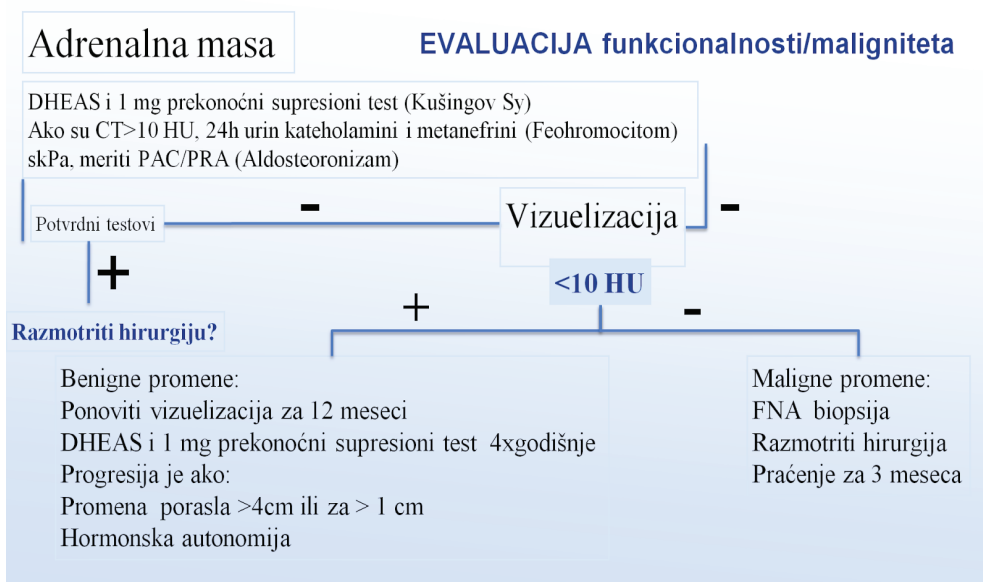 Adrenalna masa
EVALUACIJA funkcionalnosti/maligniteta
DHEAS i 1 mg prekonoćni supresioni test (Kušingov Sy)
Ako su CT>10 HU, 24h urin kateholamini i metanefrini (Feohromocitom)
skPa, meriti PAC/PRA (Aldosteoronizam)
Potvrdni testovi
-
Vizuelizacija
-
+
<10 HU
+
-
Razmotriti hirurgiju?
Benigne promene:
Ponoviti vizuelizacija za 12 meseci
DHEAS i 1 mg prekonoćni supresioni test 4xgodišnje
Progresija je ako:
Promena porasla >4cm ili za > 1 cm
Hormonska autonomija
Maligne promene:
FNA biopsija
Razmotriti hirurgija
Praćenje za 3 meseca